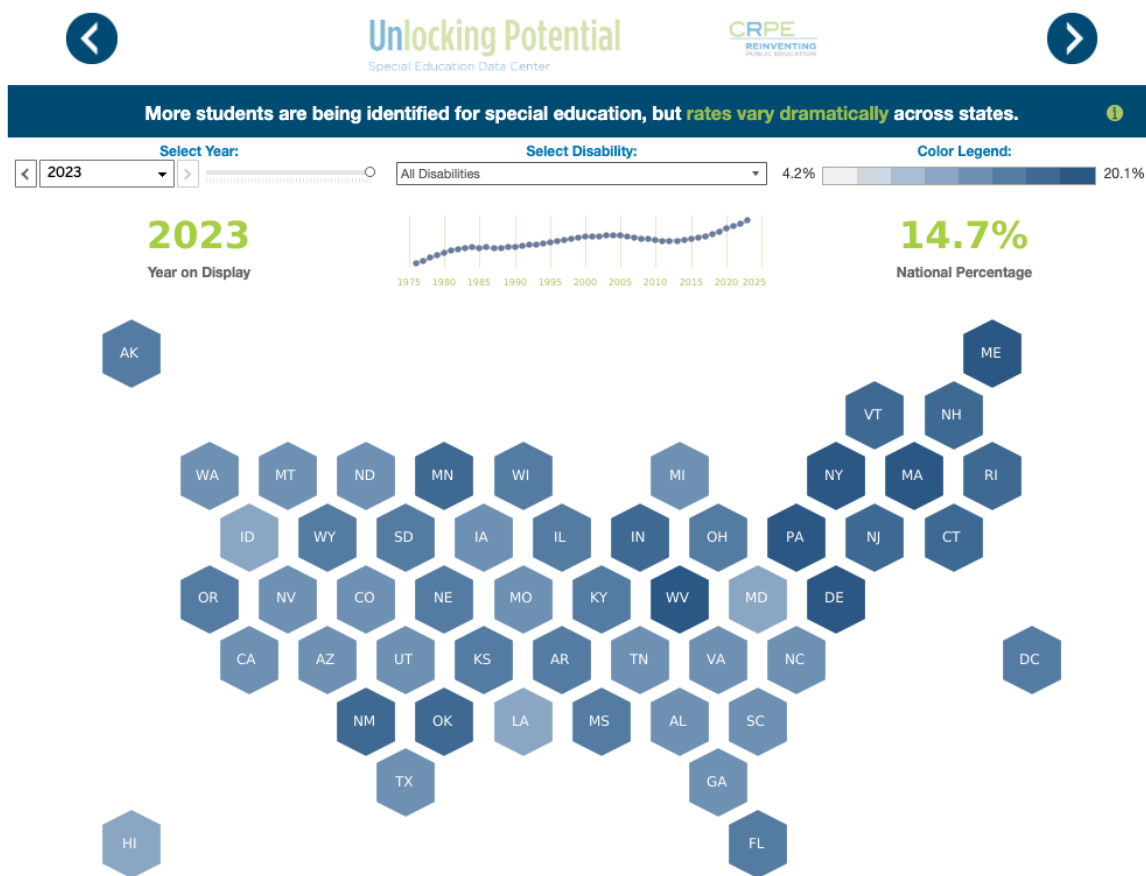 Unlocking Potential
Special Education Data Center
CRPE
REINVENTING
PUBLIC EDUCATION
More students are being identified for special education, but rates vary dramatically across states.
i
Select Year:
Select Disability:
Color Legend:
2023
All Disabilities
4.2%
20.1%
2023
Year on Display
1975 1980 1985 1990 1995 2000 2005 2010 2015 2020 2025
14.7%
National Percentage
AK
ME
VT NH
WA MT ND MN WI MI NY MA RI
ID WY SD IA IL IN OH PA NJ CT
OR NV CO NE MO KY WV MD DE
CA AZ UT KS AR TN VA NC DC
NM OK LA MS AL SC
TX GA
HI FL